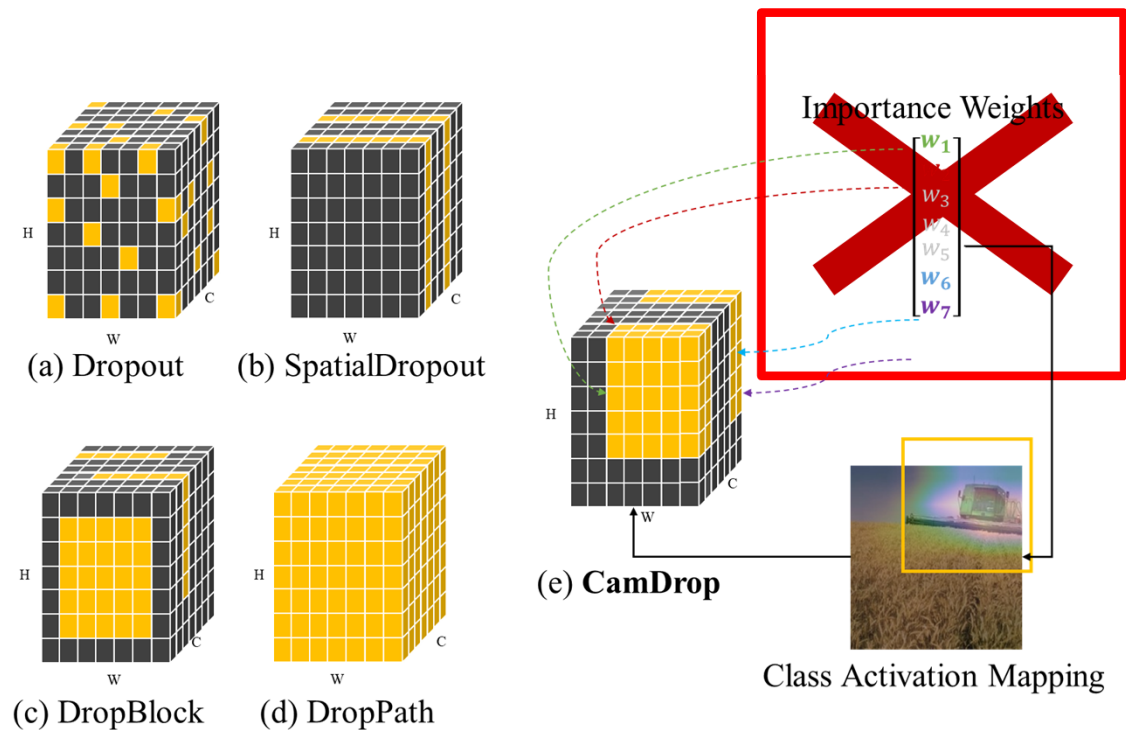 H
C
W
(a) Dropout
H
C
W
(b) SpatialDropout
H
C
W
(c) DropBlock
H
C
W
(d) DropPath
Importance Weights
w1
w3
w4
w5
w6
w7
H
C
W
(e) CamDrop
Class Activation Mapping